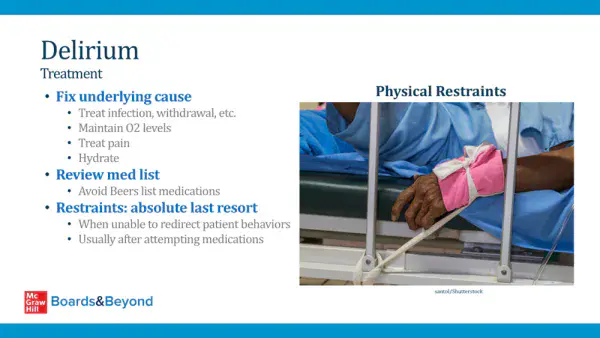 Delirium
Treatment
• Fix underlying cause
• Treat infection, withdrawal, etc.
• Maintain O2 levels
• Treat pain
• Hydrate
• Review med list
• Avoid Beers list medications
• Restraints: absolute last resort
• When unable to redirect patient behaviors
• Usually after attempting medications
Physical Restraints
santol/Shutterstock
Mc
Graw
Hill
Boards&Beyond